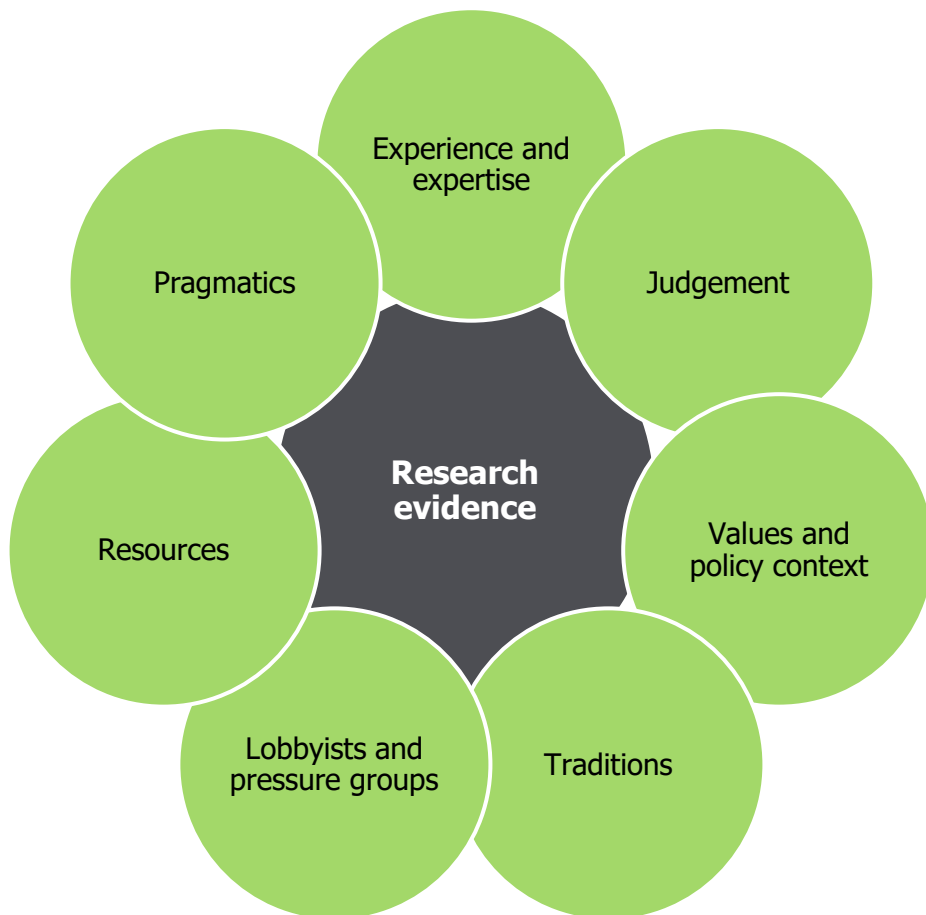 Experience and
expertise
Judgement
Values and
policy context
Traditions
Lobbyists and
pressure groups
Resources
Pragmatics
Research
evidence